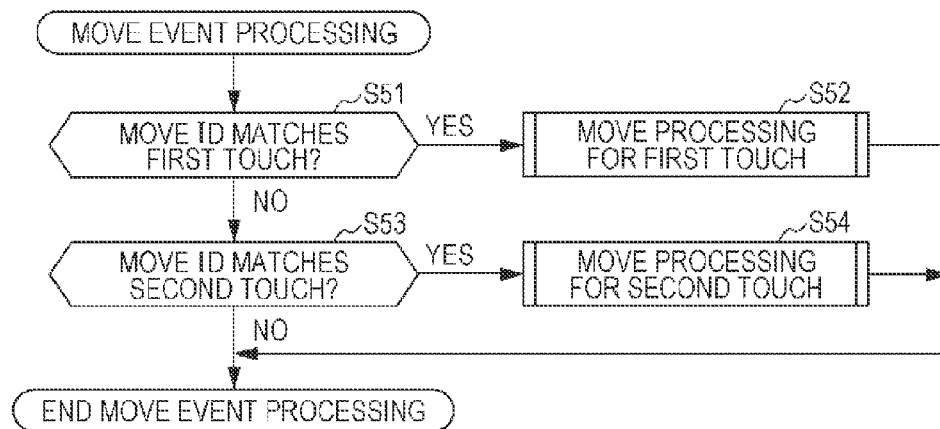 MOVE EVENT PROCESSING
S51
MOVE ID MATCHES
FIRST TOUCH?
YES
S52
MOVE PROCESSING
FOR FIRST TOUCH
NO
S53
MOVE ID MATCHES
SECOND TOUCH?
YES
S54
MOVE PROCESSING
FOR SECOND TOUCH
NO
END MOVE EVENT PROCESSING